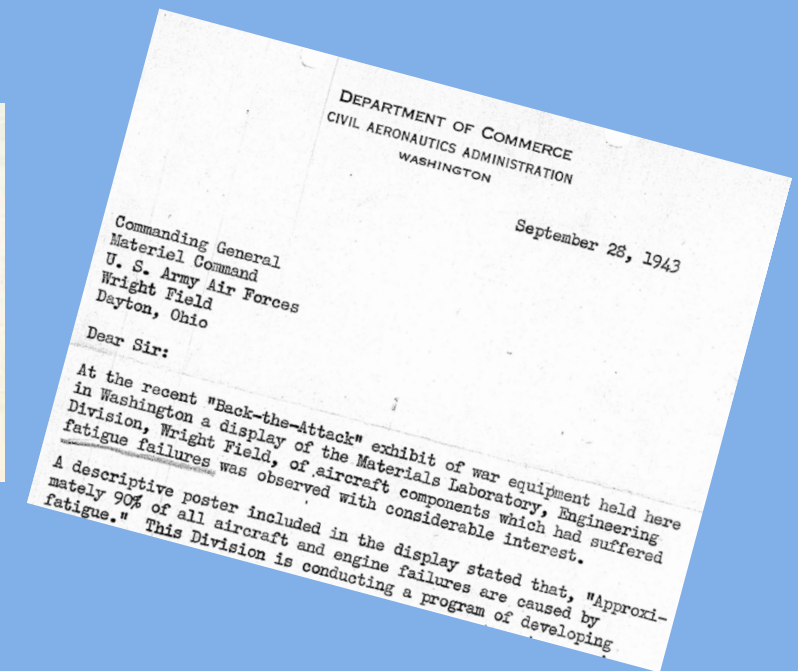 DEPARTMENT OF COMMERCE
CIVIL AERONAUTICS ADMINISTRATION
WASHINGTON
September 28, 1943
Commanding General
Materiel Command
U. S. Army Air Forces
Wright Field
Dayton, Ohio
Dear Sir:
At the recent "Back-the-Attack" exhibit of war equipment held here
in Washington a display of the Materials Laboratory, Engineering
Division, Wright Field, of aircraft components which had suffered
fatigue failures was observed with considerable interest.
A descriptive poster included in the display stated that, "Approxi-
mately 90% of all aircraft and engine failures are caused by
fatigue." This Division is conducting a program of developing